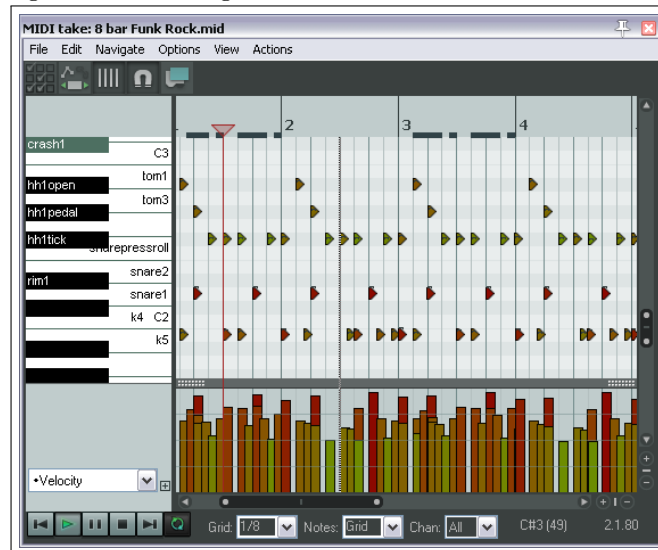 MIDI take: 8 bar Funk Rock.mid
File Edit Navigate Options View Actions
2 3 4
crash1
C3
tom1
hh1open
tom3
hh1pedal
hh1tick
snarepressroll
snare2
rim1
snare1
k4 C2
k5
•Velocity
Grid: 1/8 Notes: Grid Chan: All C#3 (49) 2.1.80